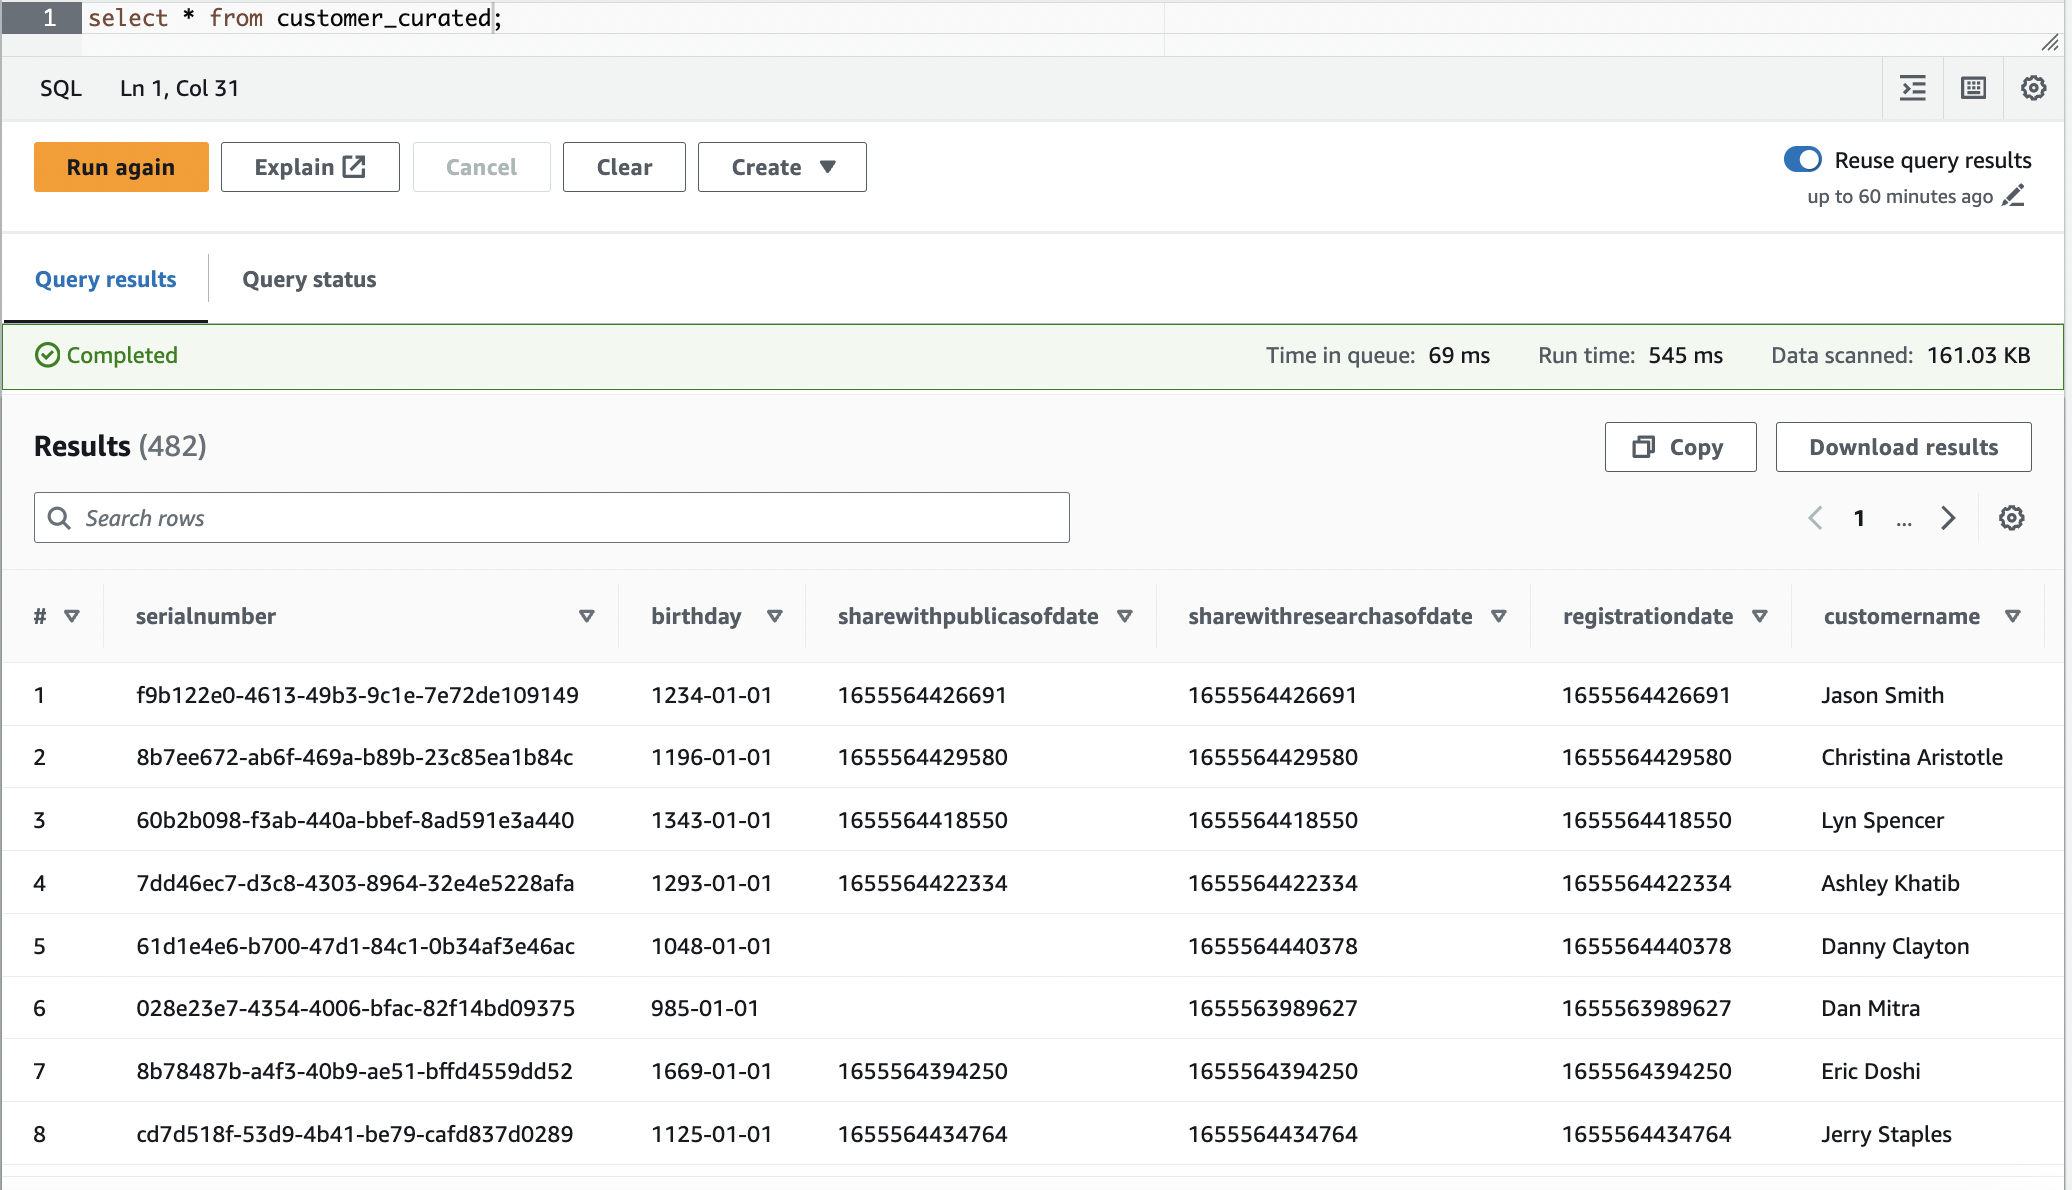 1 select * from customer_curated;
SQL Ln 1, Col 31
Run again Explain Cancel Clear Create Reuse query results
up to 60 minutes ago
Query results Query status
Completed Time in queue: 69 ms Run time: 545 ms Data scanned: 161.03 KB
Results (482) Copy Download results
Search rows 1 ...
# serialnumber birthday sharewithpublicasofdate sharewithresearchasofdate registrationdate customername
1 f9b122e0-4613-49b3-9c1e-7e72de109149 1234-01-01 1655564426691 1655564426691 1655564426691 Jason Smith
2 8b7ee672-ab6f-469a-b89b-23c85ea1b84c 1196-01-01 1655564429580 1655564429580 1655564429580 Christina Aristotle
3 60b2b098-f3ab-440a-bbef-8ad591e3a440 1343-01-01 1655564418550 1655564418550 1655564418550 Lyn Spencer
4 7dd46ec7-d3c8-4303-8964-32e4e5228afa 1293-01-01 1655564422334 1655564422334 1655564422334 Ashley Khatib
5 61d1e4e6-b700-47d1-84c1-0b34af3e46ac 1048-01-01 1655564440378 1655564440378 Danny Clayton
6 028e23e7-4354-4006-bfac-82f14bd09375 985-01-01 1655563989627 1655563989627 Dan Mitra
7 8b78487b-a4f3-40b9-ae51-bffd4559dd52 1669-01-01 1655564394250 1655564394250 1655564394250 Eric Doshi
8 cd7d518f-53d9-4b41-be79-cafd837d0289 1125-01-01 1655564434764 1655564434764 1655564434764 Jerry Staples